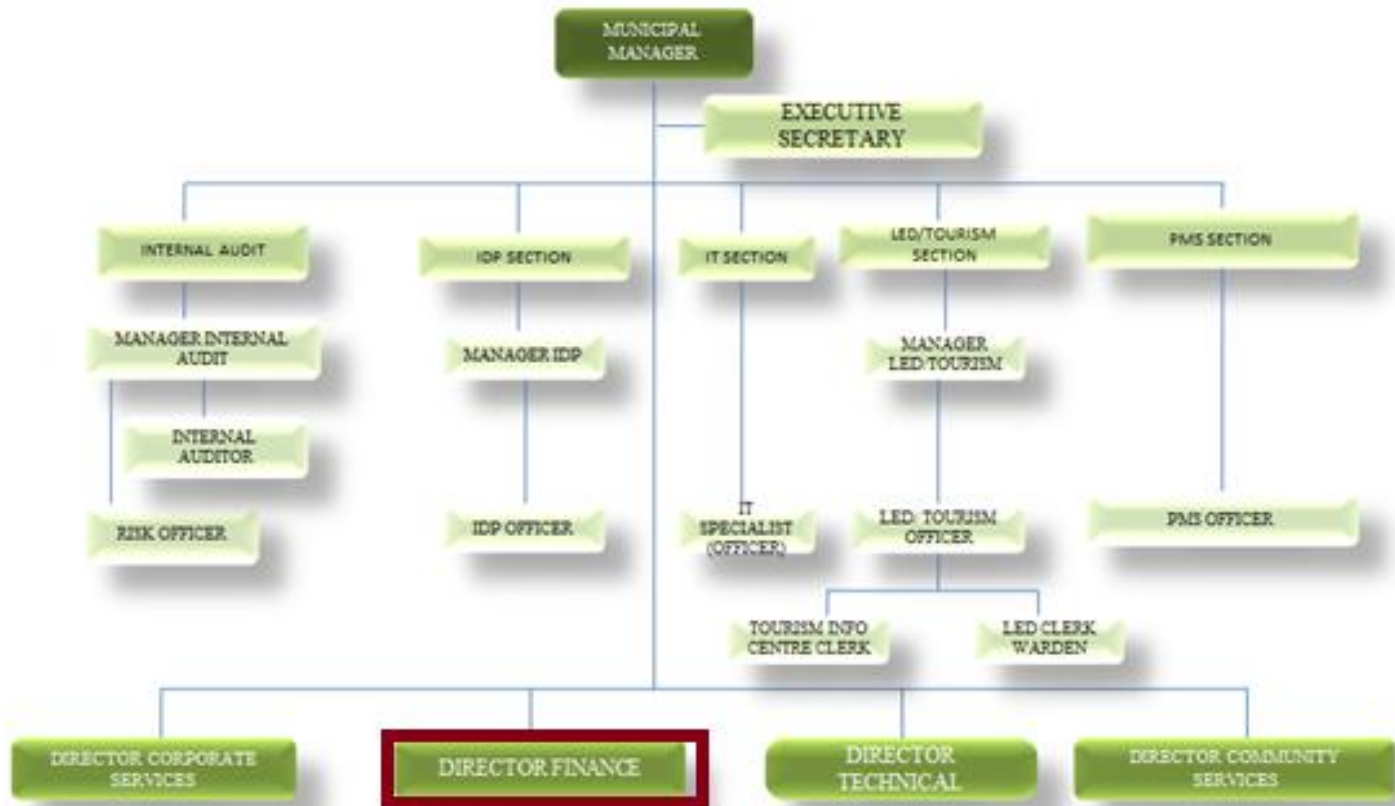 MUNICIPAL
MANAGER
EXECUTIVE
SECRETARY
INTERNAL AUDIT
IDP SECTION
IT SECTION
LED/TOURISM
SECTION
PMS SECTION
MANAGER INTERNAL
AUDIT
MANAGER IDP
MANAGER
LED/TOURISM
INTERNAL
AUDITOR
RISK OFFICER
IDP OFFICER
IT
SPECIALIST
(OFFICER)
LED/ TOURISM
OFFICER
PMS OFFICER
TOURISM INFO
CENTRE CLERK
LED CLERK
WARDEN
DIRECTOR CORPORATE
SERVICES
DIRECTOR FINANCE
DIRECTOR
TECHNICAL
DIRECTOR COMMUNITY
SERVICES